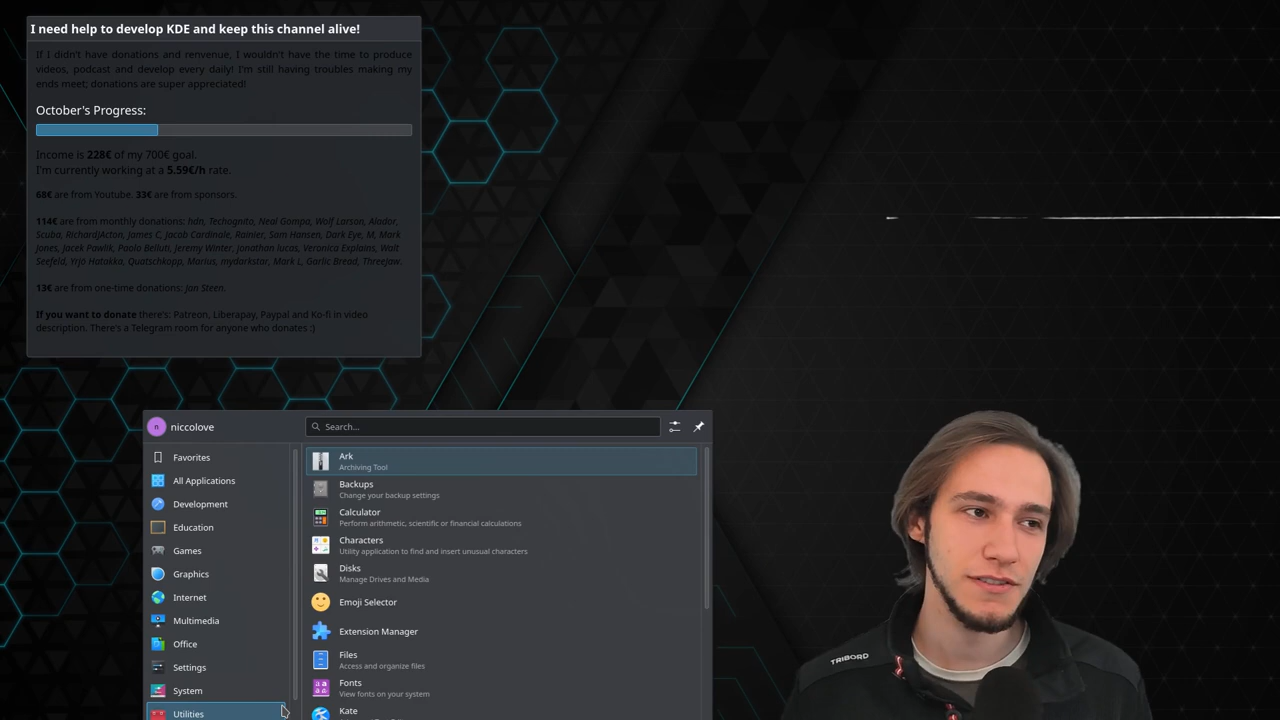 I need help to develop KDE and keep this channel alive!
If I didn't have donations and renvenue, I wouldn't have the time to produce
videos, podcast and develop every daily! I'm still having troubles making my
ends meet; donations are super appreciated!
October's Progress:
Income is 228€ of my 700€ goal.
I'm currently working at a 5.59€/h rate.
68€ are from Youtube, 33€ are from sponsors.
114€ are from monthly donations: hdn, Techognito, Neal Gompa, Wolf Larson, Alador,
Scuba, RichardJActon, James C, Jacob Cardinale, Rainier, Sam Hansen, Dark Eye, M, Mark
Jones, Jacek Pawlik, Paolo Belluti, Jeremy Winter, Jonathan lucas, Veronica Explains, Walt
Seefeld, Yrjö Hatakka, Quatschkopp, Marius, mydarkstar, Mark L, Garlic Bread, ThreeJaw.
13€ are from one-time donations: Jan Steen.
If you want to donate there's: Patreon, Liberapay, Paypal and Ko-fi in video
description. There's a Telegram room for anyone who donates :)
n niccolove
Search...
Favorites
All Applications
Development
Education
Games
Graphics
Internet
Multimedia
Office
Settings
System
Utilities
Ark
Archiving Tool
Backups
Change your backup settings
Calculator
Perform arithmetic, scientific or financial calculations
Characters
Utility application to find and insert unusual characters
Disks
Manage Drives and Media
Emoji Selector
Extension Manager
Files
Access and organize files
Fonts
View fonts on your system
Kate
TRIBORD